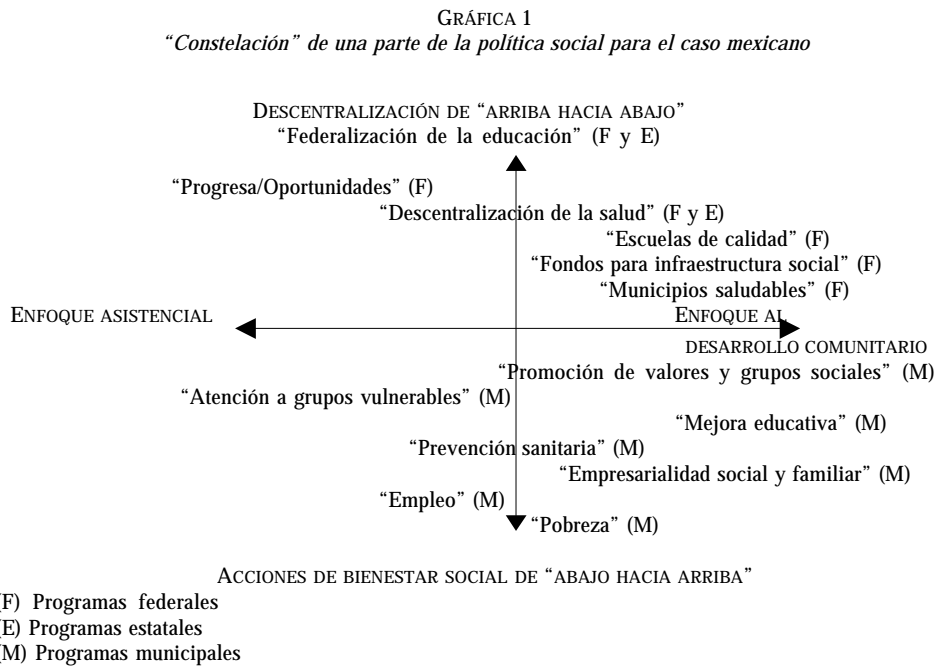 GRÁFICA 1
“Constelación” de una parte de la política social para el caso mexicano
DESCENTRALIZACIÓN DE “ARRIBA HACIA ABAJO”
“Federalización de la educación” (F y E)
“Progresa/Oportunidades” (F)
“Descentralización de la salud” (F y E)
“Escuelas de calidad” (F)
“Fondos para infraestructura social” (F)
“Municipios saludables” (F)
ENFOQUE ASISTENCIAL
ENFOQUE AL
DESARROLLO COMUNITARIO
“Promoción de valores y grupos sociales” (M)
“Atención a grupos vulnerables” (M)
“Mejora educativa” (M)
“Prevención sanitaria” (M)
“Empresarialidad social y familiar” (M)
“Empleo” (M)
“Pobreza” (M)
ACCIONES DE BIENESTAR SOCIAL DE “ABAJO HACIA ARRIBA”
(F) Programas federales
(E) Programas estatales
(M) Programas municipales